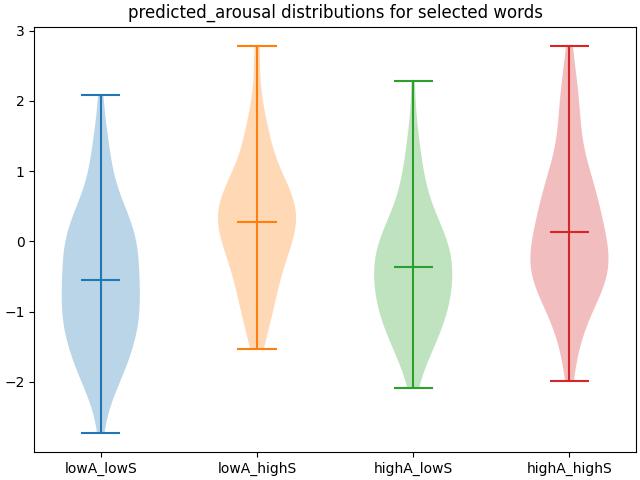 predicted_arousal distributions for selected words
3
2
1
0
−1
−2
lowA_lowS
lowA_highS
highA_lowS
highA_highS